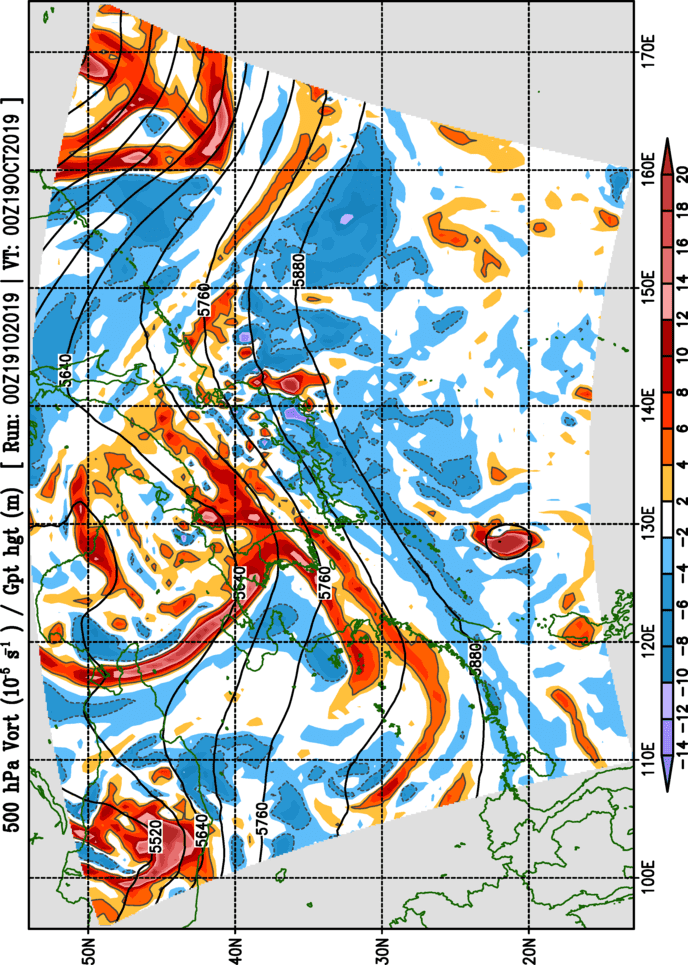 500 hPa Vort (10⁻⁵ s⁻¹) / Gpt hgt (m) [ Run: 00Z19102019 | VT: 00Z19OCT2019 ]
50N
40N
30N
20N
100E
110E
120E
130E
140E
150E
160E
170E
5520
5640
5760
5640
5760
5880
5640
5640
5760
5880
−14
−12
−10
−8
−6
−4
−2
2
4
6
8
10
12
14
16
18
20